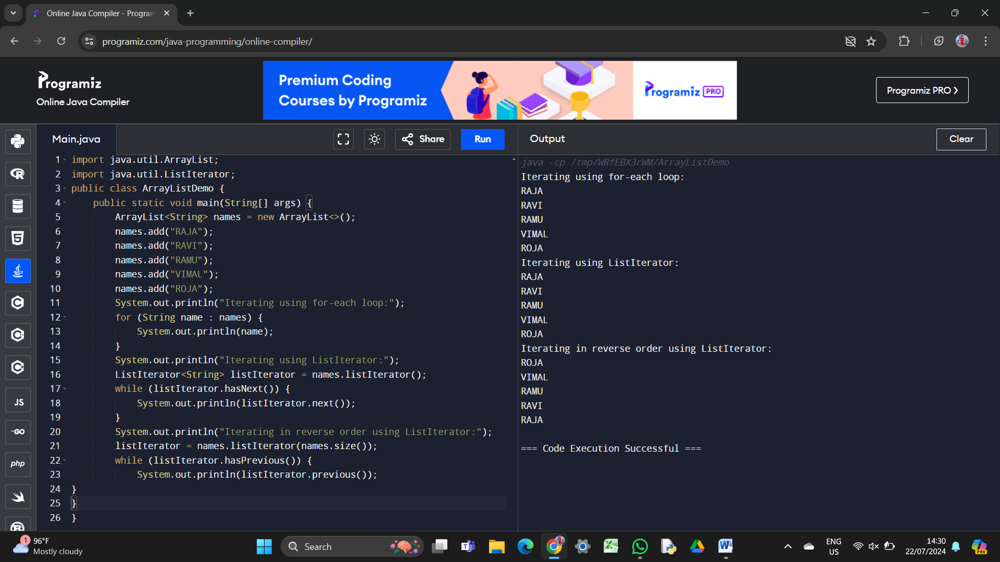 Online Java Compiler - Program
programiz.com/java-programming/online-compiler/
Programiz
Online Java Compiler
Premium Coding
Courses by Programiz
Programiz PRO
Programiz PRO ❯
Main.java
Share
Run
Output
Clear
1 import java.util.ArrayList;
2 import java.util.ListIterator;
3 public class ArrayListDemo {
4     public static void main(String[] args) {
5         ArrayList<String> names = new ArrayList<>();
6         names.add("RAJA");
7         names.add("RAVI");
8         names.add("RAMU");
9         names.add("VIMAL");
10         names.add("ROJA");
11         System.out.println("Iterating using for-each loop:");
12         for (String name : names) {
13             System.out.println(name);
14         }
15         System.out.println("Iterating using ListIterator:");
16         ListIterator<String> listIterator = names.listIterator();
17         while (listIterator.hasNext()) {
18             System.out.println(listIterator.next());
19         }
20         System.out.println("Iterating in reverse order using ListIterator:");
21         listIterator = names.listIterator(names.size());
22         while (listIterator.hasPrevious()) {
23             System.out.println(listIterator.previous());
24 }
25 }
26 }
java -cp /tmp/WRfEBX3rWM/ArrayListDemo
Iterating using for-each loop:
RAJA
RAVI
RAMU
VIMAL
ROJA
Iterating using ListIterator:
RAJA
RAVI
RAMU
VIMAL
ROJA
Iterating in reverse order using ListIterator:
ROJA
VIMAL
RAMU
RAVI
RAJA
=== Code Execution Successful ===
JS
GO
php
1
96°F
Mostly cloudy
Search
ENG
US
14:30
22/07/2024
PRE